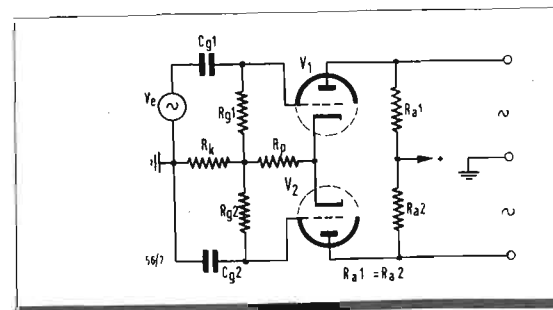 Cg1
V1
Ve
~
Rg1
Ra1
~
Rk
Rp
+
V2
Rg2
Ra2
~
56/7
Cg2
Ra1 = Ra2